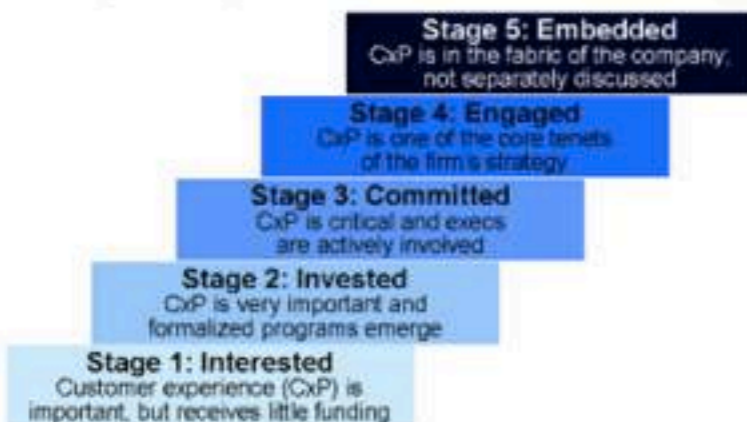 Stage 5: Embedded
CxP is in the fabric of the company,
not separately discussed
Stage 4: Engaged
CxP is one of the core tenets
of the firm's strategy
Stage 3: Committed
CxP is critical and execs
are actively involved
Stage 2: Invested
CxP is very important and
formalized programs emerge
Stage 1: Interested
Customer experience (CxP) is
important, but receives little funding